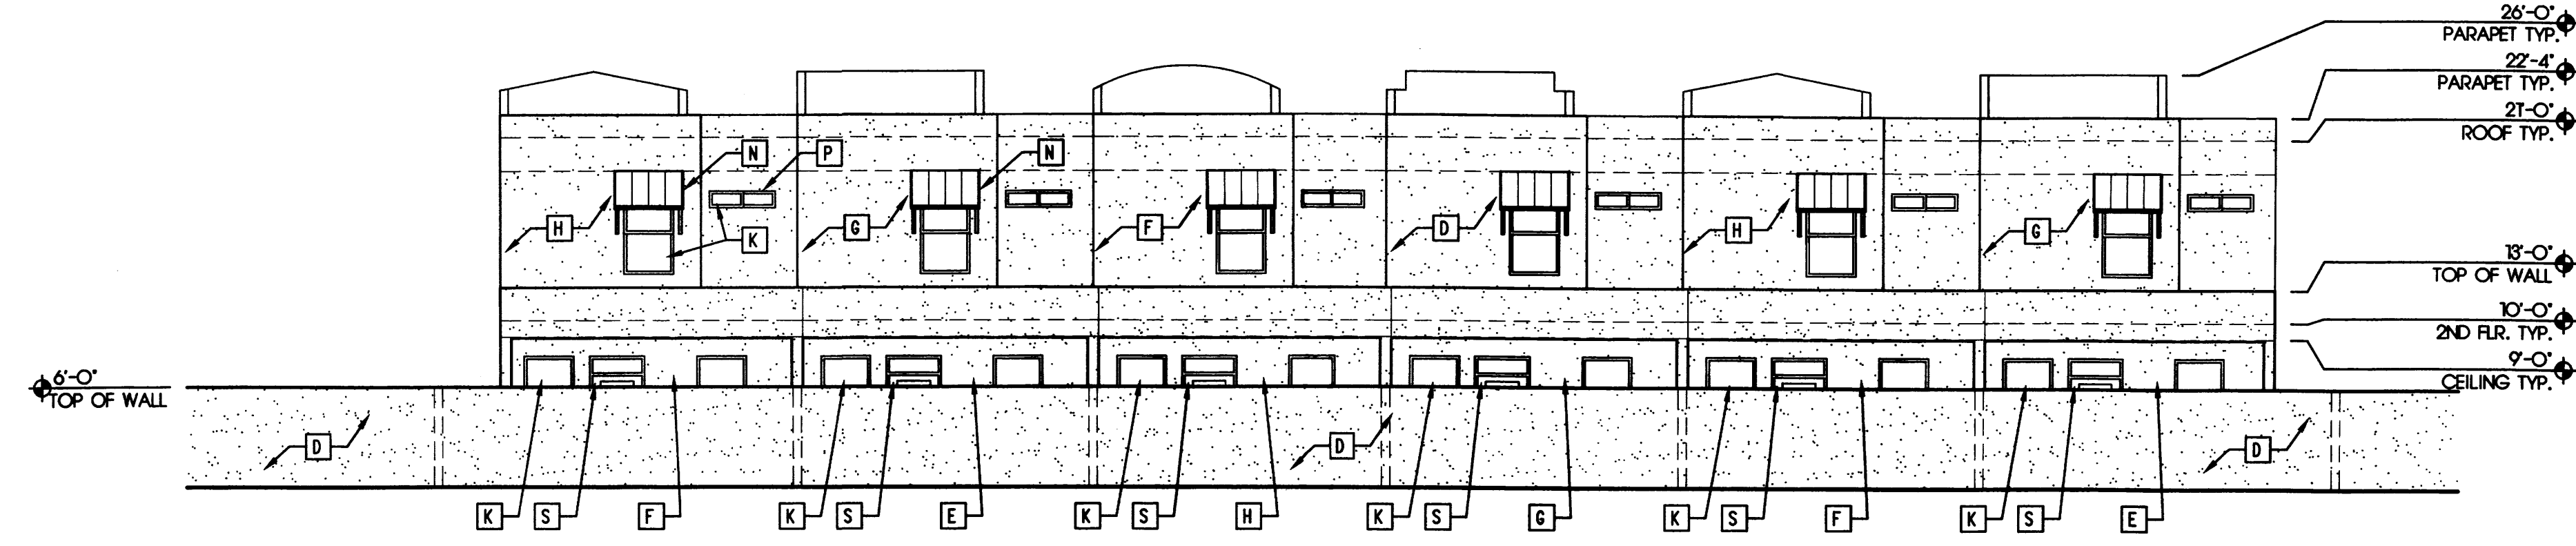 26'-0"
PARAPET TYP.
22'-4"
PARAPET TYP.
21'-0"
ROOF TYP.
N
P
N
H
K
G
F
D
H
G
13'-0"
TOP OF WALL
10'-0"
2ND FLR. TYP.
9'-0"
CEILING TYP.
6'-0"
TOP OF WALL
D
D
D
K
S
F
K
S
E
K
S
H
K
S
G
K
S
F
K
S
E